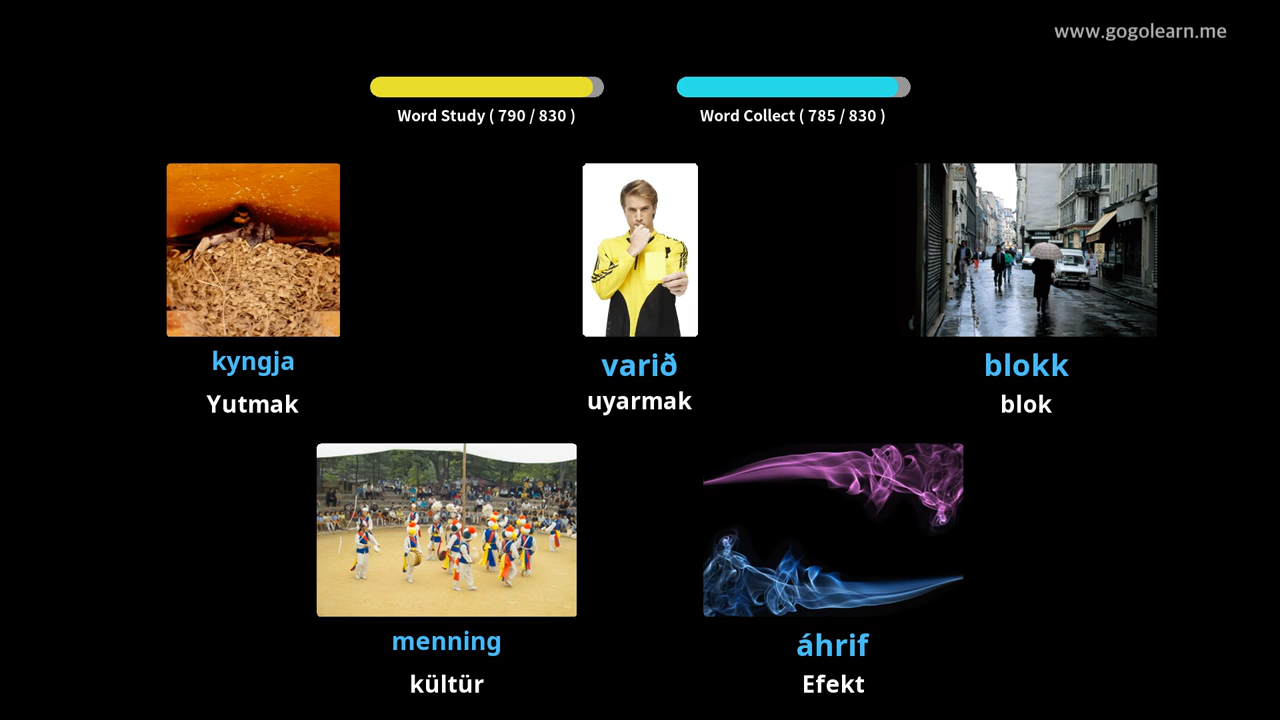 www.gogolearn.me
Word Study ( 790 / 830 )
Word Collect ( 785 / 830 )
kyngja
Yutmak
varið
uyarmak
blokk
blok
menning
kültür
áhrif
Efekt